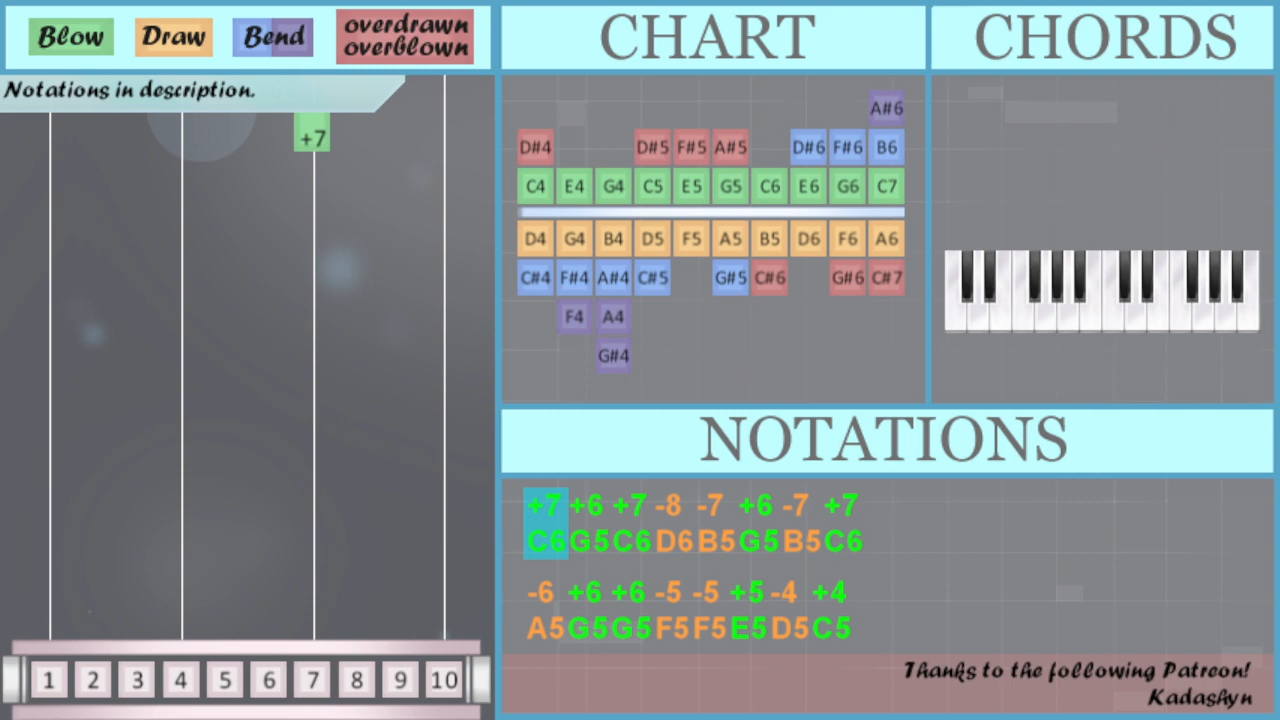 Blow Draw Bend overdrawn
overblown
CHART
CHORDS
Notations in description.
+7
A#6
D#4 D#5 F#5 A#5 D#6 F#6 B6
C4 E4 G4 C5 E5 G5 C6 E6 G6 C7
D4 G4 B4 D5 F5 A5 B5 D6 F6 A6
C#4 F#4 A#4 C#5 G#5 C#6 G#6 C#7
F4 A4
G#4
NOTATIONS
+7 +6 +7 -8 -7 +6 -7 +7
C6 G5 C6 D6 B5 G5 B5 C6
-6 +6 +6 -5 -5 +5 -4 +4
A5 G5 G5 F5 F5 E5 D5 C5
1 2 3 4 5 6 7 8 9 10
Thanks to the following Patreon!
Kadashyn